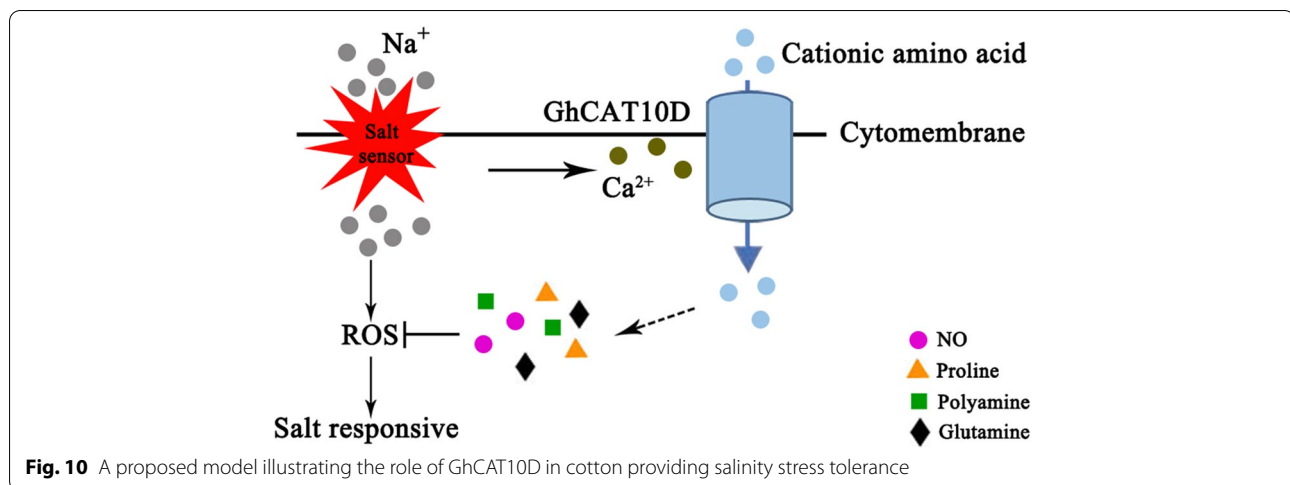 Na⁺
Cationic amino acid
GhCAT10D
Salt
sensor
Cytomembrane
Ca²⁺
ROS
Salt responsive
NO
Proline
Polyamine
Glutamine
Fig. 10 A proposed model illustrating the role of GhCAT10D in cotton providing salinity stress tolerance